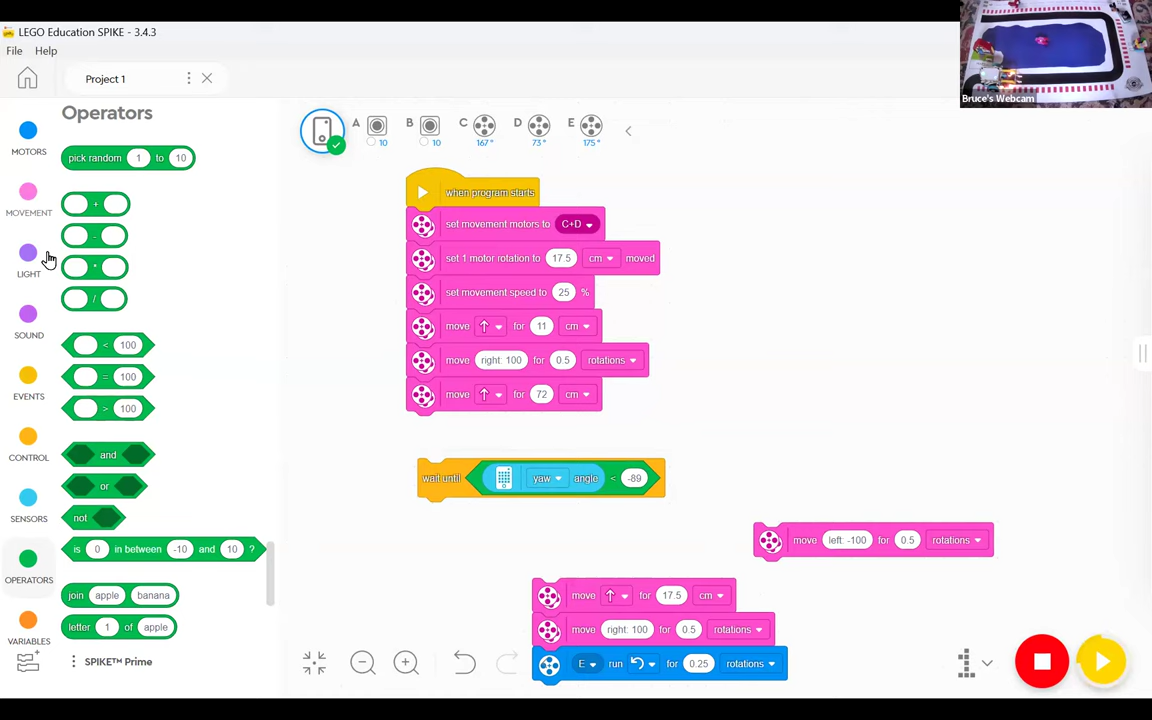 LEGO Education SPIKE - 3.4.3
File Help
Project 1
Bruce's Webcam
Operators
MOTORS
MOVEMENT
LIGHT
SOUND
EVENTS
CONTROL
SENSORS
OPERATORS
VARIABLES
pick random 1 to 10
+
-
*
/
< 100
= 100
> 100
and
or
not
is 0 in between -10 and 10 ?
join apple banana
letter 1 of apple
SPIKE™ Prime
A 10 B 10 C 167° D 73° E 175°
when program starts
set movement motors to C+D
set 1 motor rotation to 17.5 cm moved
set movement speed to 25 %
move for 11 cm
move right: 100 for 0.5 rotations
move for 72 cm
wait until yaw angle < -89
move left: -100 for 0.5 rotations
move for 17.5 cm
move right: 100 for 0.5 rotations
E run for 0.25 rotations